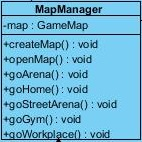 MapManager
-map : GameMap
+createMap() : void
+openMap() : void
+goArena() : void
+goHome() : void
+goStreetArena() : void
+goGym() : void
+goWorkplace() : void